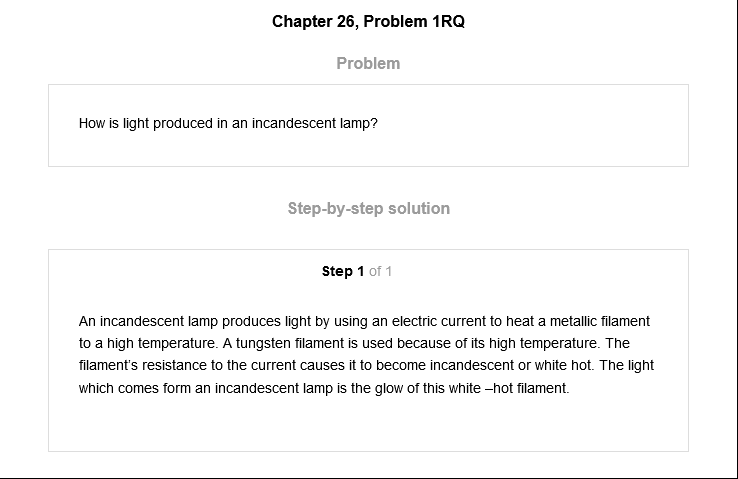 Chapter 26, Problem 1RQ
Problem
How is light produced in an incandescent lamp?
Step-by-step solution
Step 1 of 1
An incandescent lamp produces light by using an electric current to heat a metallic filament
to a high temperature. A tungsten filament is used because of its high temperature. The
filament’s resistance to the current causes it to become incandescent or white hot. The light
which comes form an incandescent lamp is the glow of this white –hot filament.